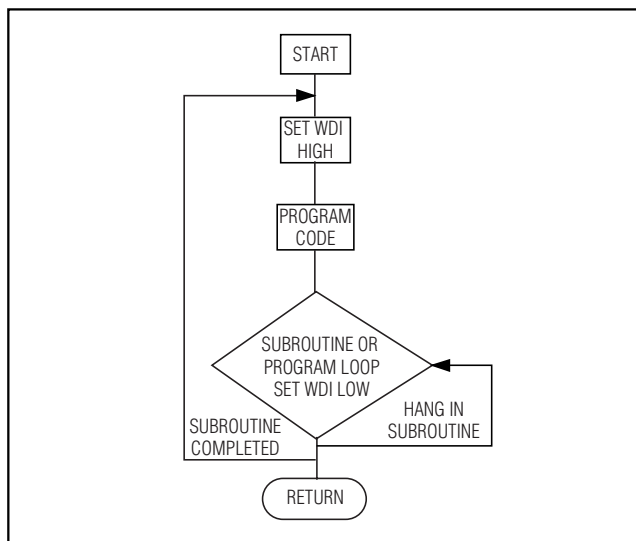 START
SET WDI
HIGH
PROGRAM
CODE
SUBROUTINE OR
PROGRAM LOOP
SET WDI LOW
HANG IN
SUBROUTINE
SUBROUTINE
COMPLETED
RETURN